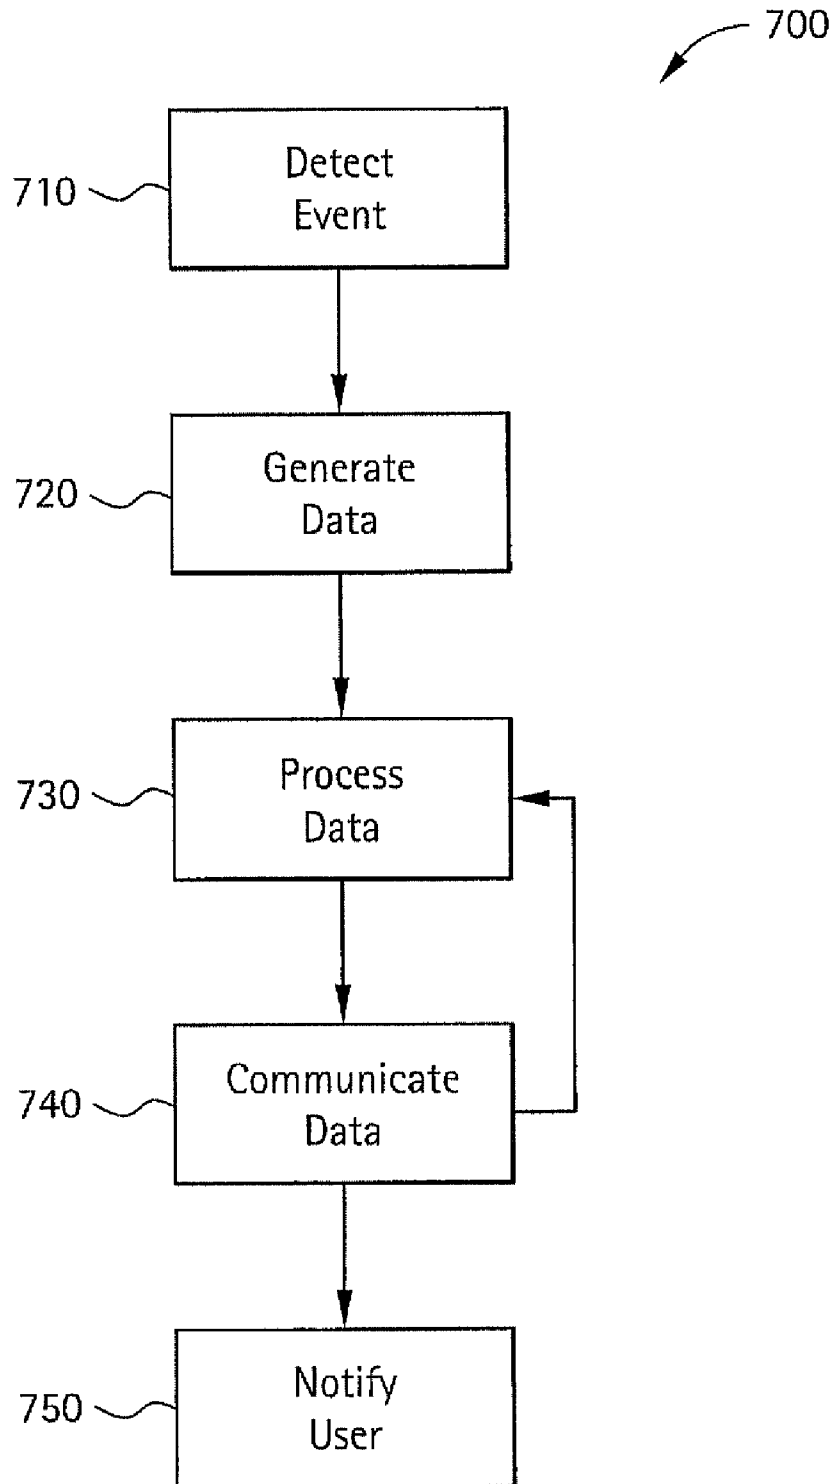 700
710
Detect
Event
720
Generate
Data
730
Process
Data
740
Communicate
Data
750
Notify
User